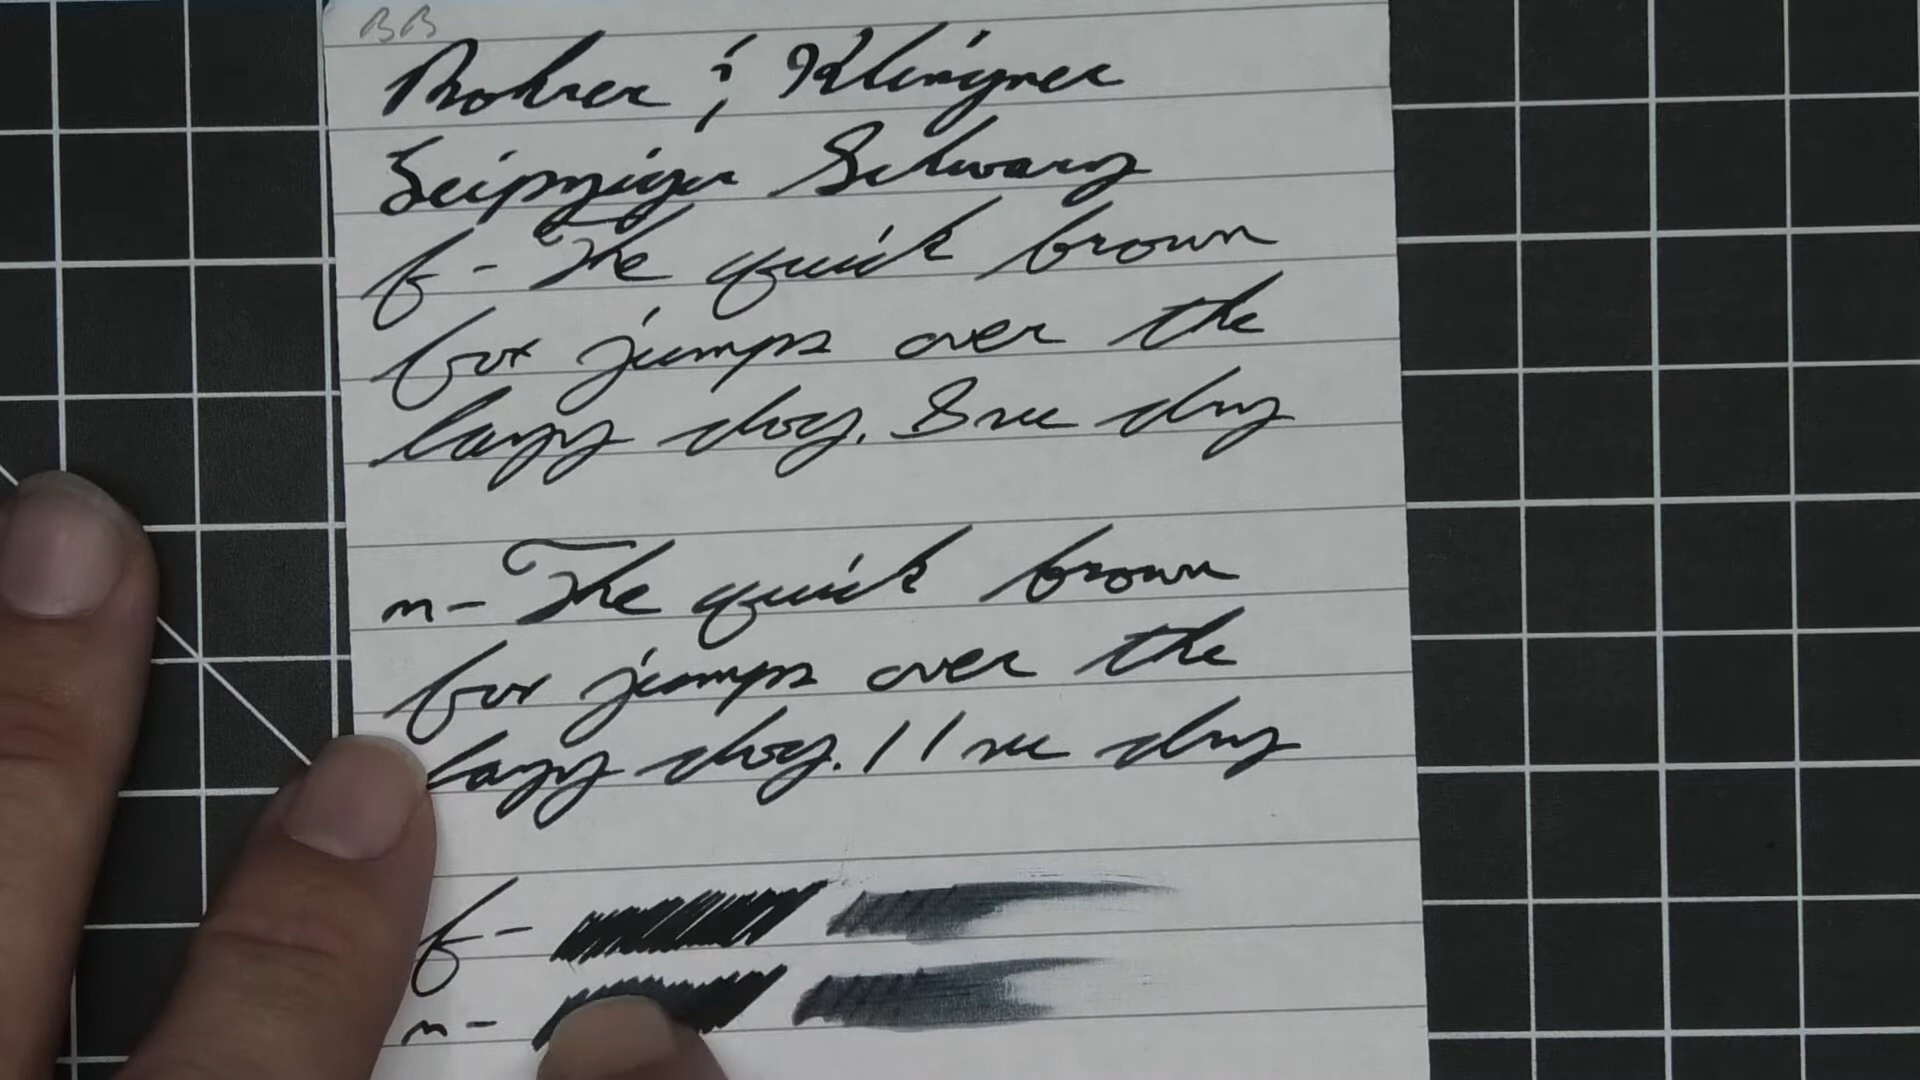 BB
Rohrer & Klingner
Leipziger Schwarz
f - The quick brown
fox jumps over the
lazy dog. 8 sec dry
m - The quick brown
fox jumps over the
lazy dog. 11 sec dry
f -
m -